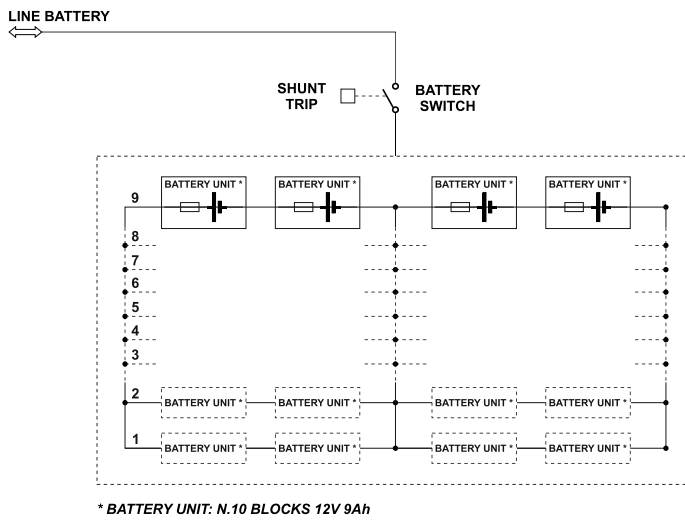 LINE BATTERY
SHUNT
TRIP
BATTERY
SWITCH
BATTERY UNIT *
BATTERY UNIT *
BATTERY UNIT *
BATTERY UNIT *
9
8
7
6
5
4
3
2
BATTERY UNIT *
BATTERY UNIT *
BATTERY UNIT *
BATTERY UNIT *
1
BATTERY UNIT *
BATTERY UNIT *
BATTERY UNIT *
BATTERY UNIT *
* BATTERY UNIT: N.10 BLOCKS 12V 9Ah